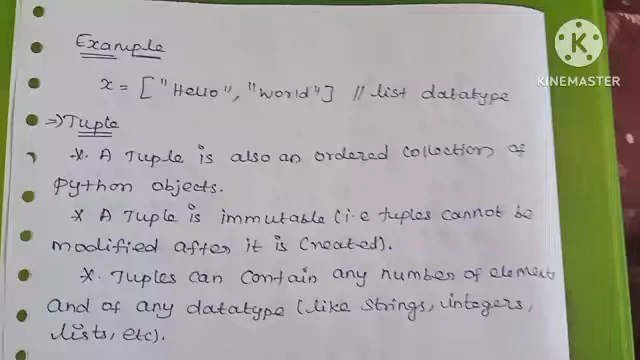 Example
x = ["Hello", "World"] // list datatype
⇒ Tuple
*. A Tuple is also an ordered collection of
Python objects.
* A Tuple is immutable (i.e tuples cannot be
modified after it is created).
*. Tuples can contain any number of elements
and of any datatype (like strings, integers,
lists, etc).
K
KINEMASTER